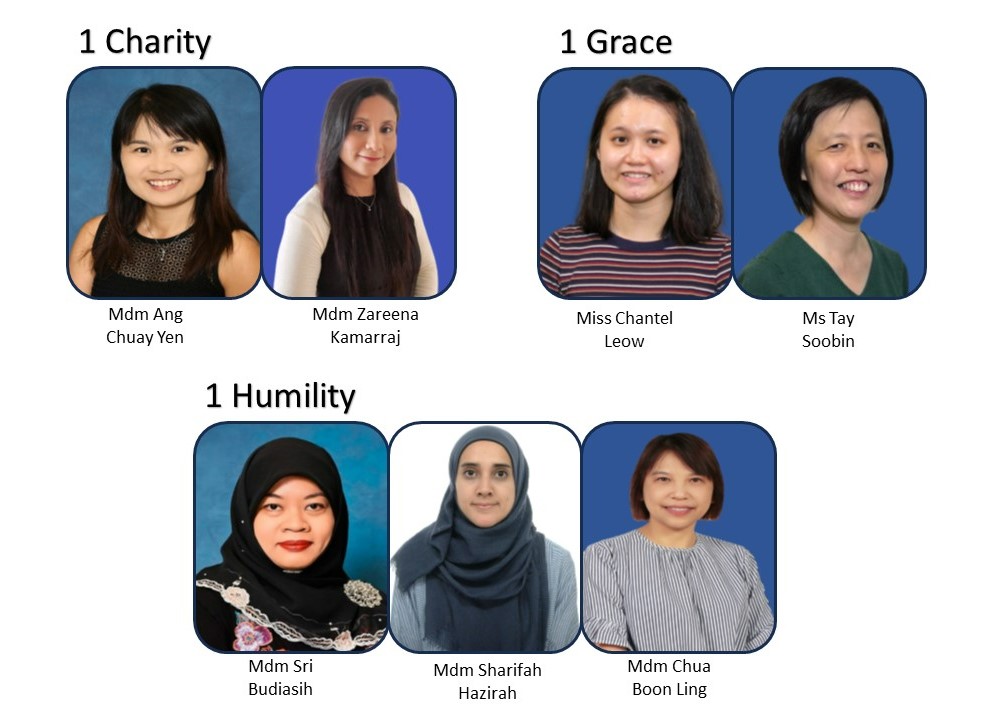 1 Charity
1 Grace
Mdm Ang
Chuay Yen
Mdm Zareena
Kamarraj
Miss Chantel
Leow
Ms Tay
Soobin
1 Humility
Mdm Sri
Budiasih
Mdm Sharifah
Hazirah
Mdm Chua
Boon Ling